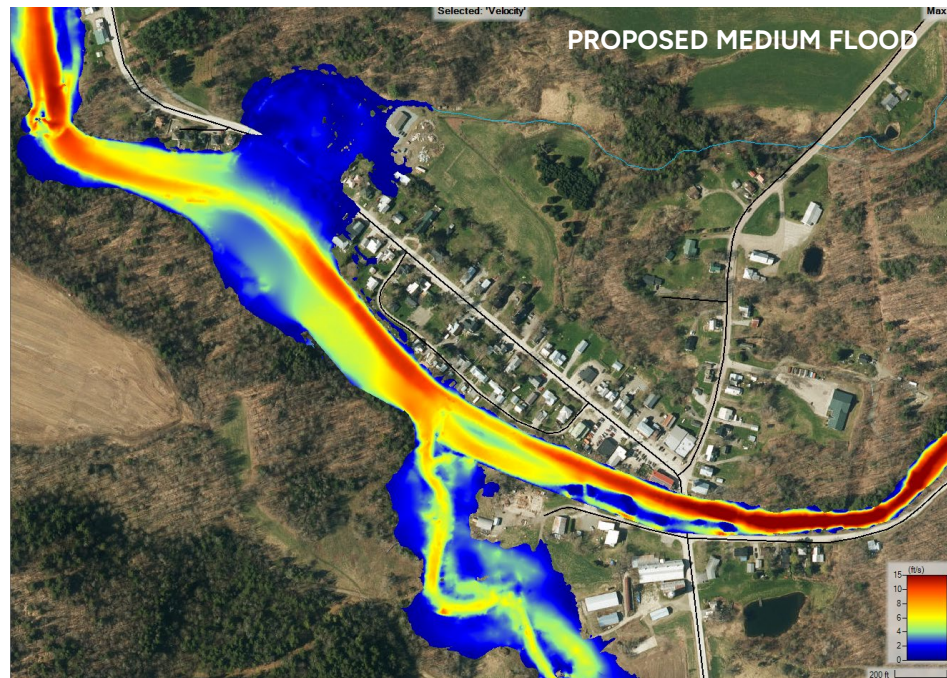 Selected: 'Velocity'
Max
PROPOSED MEDIUM FLOOD
(ft/s)
15
10
8
6
4
2
0
200 ft